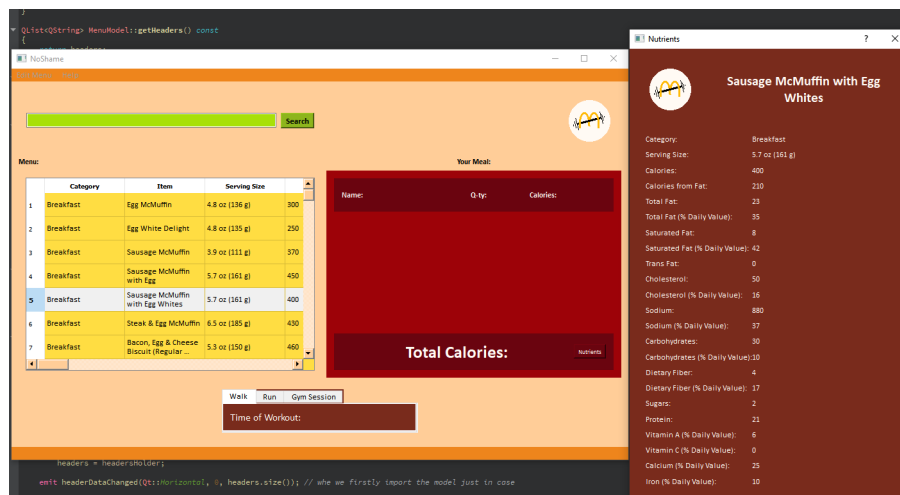 }
QList<QString> MenuModel::getHeaders() const
{
NoShame
Search
Menu:
Your Meal:
Category Item Serving Size
1 Breakfast Egg McMuffin 4.8 oz (136 g) 300
2 Breakfast Egg White Delight 4.8 oz (135 g) 250
3 Breakfast Sausage McMuffin 3.9 oz (111 g) 370
4 Breakfast Sausage McMuffin with Egg 5.7 oz (161 g) 450
5 Breakfast Sausage McMuffin with Egg Whites 5.7 oz (161 g) 400
6 Breakfast Steak & Egg McMuffin 6.5 oz (185 g) 430
7 Breakfast Bacon, Egg & Cheese Biscuit (Regular ... 5.3 oz (150 g) 460
Name: Q-ty: Calories:
Total Calories: Nutrients
Walk Run Gym Session
Time of Workout:
headers = headersHolder;
emit headerDataChanged(Qt::Horizontal, 0, headers.size()); // whe we firstly import the model just in case
Nutrients
Sausage McMuffin with Egg
Whites
Category: Breakfast
Serving Size: 5.7 oz (161 g)
Calories: 400
Calories from Fat: 210
Total Fat: 23
Total Fat (% Daily Value): 35
Saturated Fat: 8
Saturated Fat (% Daily Value): 42
Trans Fat: 0
Cholesterol: 50
Cholesterol (% Daily Value): 16
Sodium: 880
Sodium (% Daily Value): 37
Carbohydrates: 30
Carbohydrates (% Daily Value): 10
Dietary Fiber: 4
Dietary Fiber (% Daily Value): 17
Sugars: 2
Protein: 21
Vitamin A (% Daily Value): 6
Vitamin C (% Daily Value): 0
Calcium (% Daily Value): 25
Iron (% Daily Value): 10